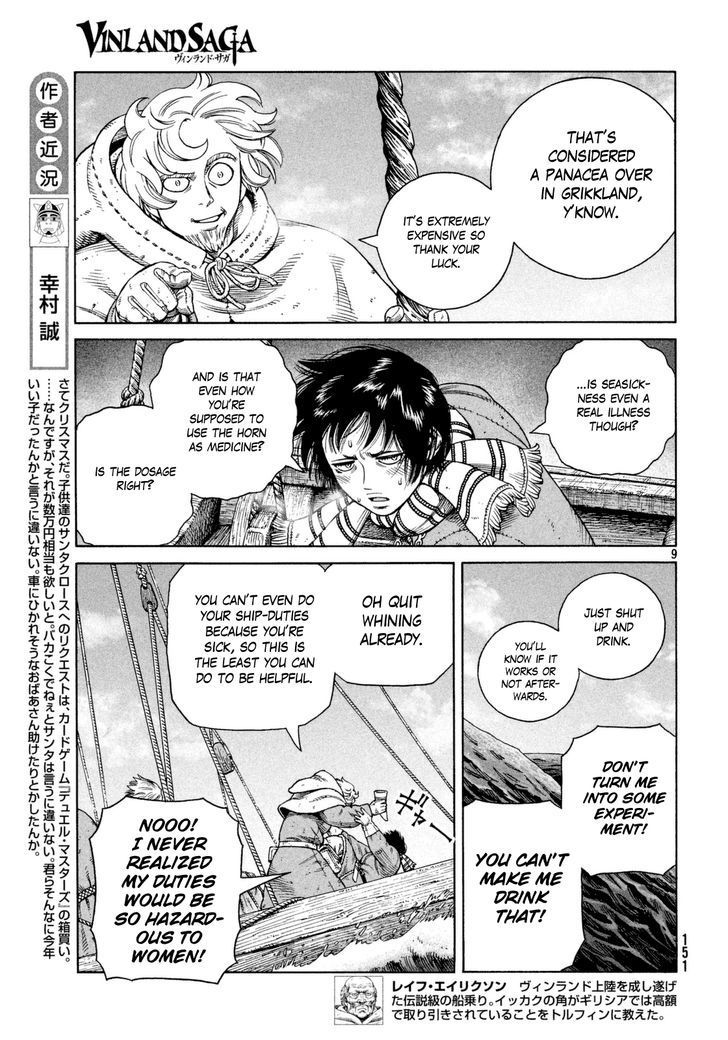 VINLAND SAGA
ヴィンランド・サガ
作者近況
幸村誠
さてクリスマスだ。子供達のサンタクロースへのリクエストは、カードゲーム『デュエル・マスターズ』の箱買い。
……なんですが、それが数万円相当も欲しいと。バカこくでねぇとサンタは言うに違いない。君らそんなに今年
いい子だったんかと言うに違いない。車にひかれそうなおばあさん助けたりとかしたんか。
THAT'S
CONSIDERED
A PANACEA OVER
IN GRIKKLAND,
Y'KNOW.
IT'S EXTREMELY
EXPENSIVE SO
THANK YOUR
LUCK.
...IS SEASICK-
NESS EVEN A
REAL ILLNESS
THOUGH?
AND IS THAT
EVEN HOW
YOU'RE
SUPPOSED TO
USE THE HORN
AS MEDICINE?
IS THE DOSAGE
RIGHT?
9
JUST SHUT
UP AND
DRINK.
YOU'LL
KNOW IF IT
WORKS OR
NOT AFTER-
WARDS.
DON'T
TURN ME
INTO SOME
EXPERI-
MENT!
YOU CAN'T
MAKE ME
DRINK
THAT!
OH QUIT
WHINING
ALREADY.
YOU CAN'T EVEN DO
YOUR SHIP-DUTIES
BECAUSE YOU'RE
SICK, SO THIS IS
THE LEAST YOU CAN
DO TO BE HELPFUL.
ギャー
NOOO!
I NEVER
REALIZED
MY DUTIES
WOULD BE
SO HAZARD-
OUS TO
WOMEN!
151
レイフ・エイリクソン ヴィンランド上陸を成し遂げ
た伝説級の船乗り。イッカクの角がギリシアでは高額
で取り引きされていることをトルフィンに教えた。